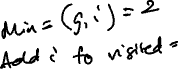 Min = (g, i) = 2
Add i to visited =